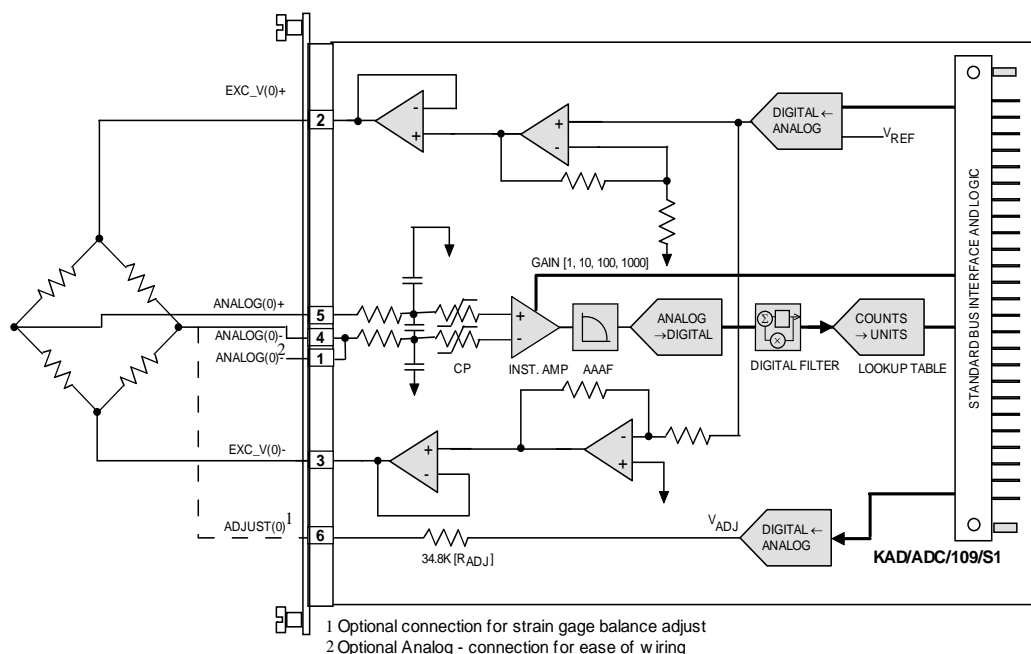 EXC_V(0)+
2
DIGITAL ←
ANALOG
VREF
GAIN [1, 10, 100, 1000]
ANALOG(0)+
5
ANALOG(0)-
4
ANALOG(0)-2
1
+
-
CP
INST. AMP
AAAF
ANALOG
→DIGITAL
Σ
×
DIGITAL FILTER
COUNTS
→ UNITS
LOOKUP TABLE
STANDARD BUS INTERFACE AND LOGIC
EXC_V(0)-
3
ADJUST(0)1
6
34.8K [RADJ]
VADJ
DIGITAL ←
ANALOG
KAD/ADC/109/S1
-
+
+
-
+
-
-
+
1 Optional connection for strain gage balance adjust
2 Optional Analog - connection for ease of wiring